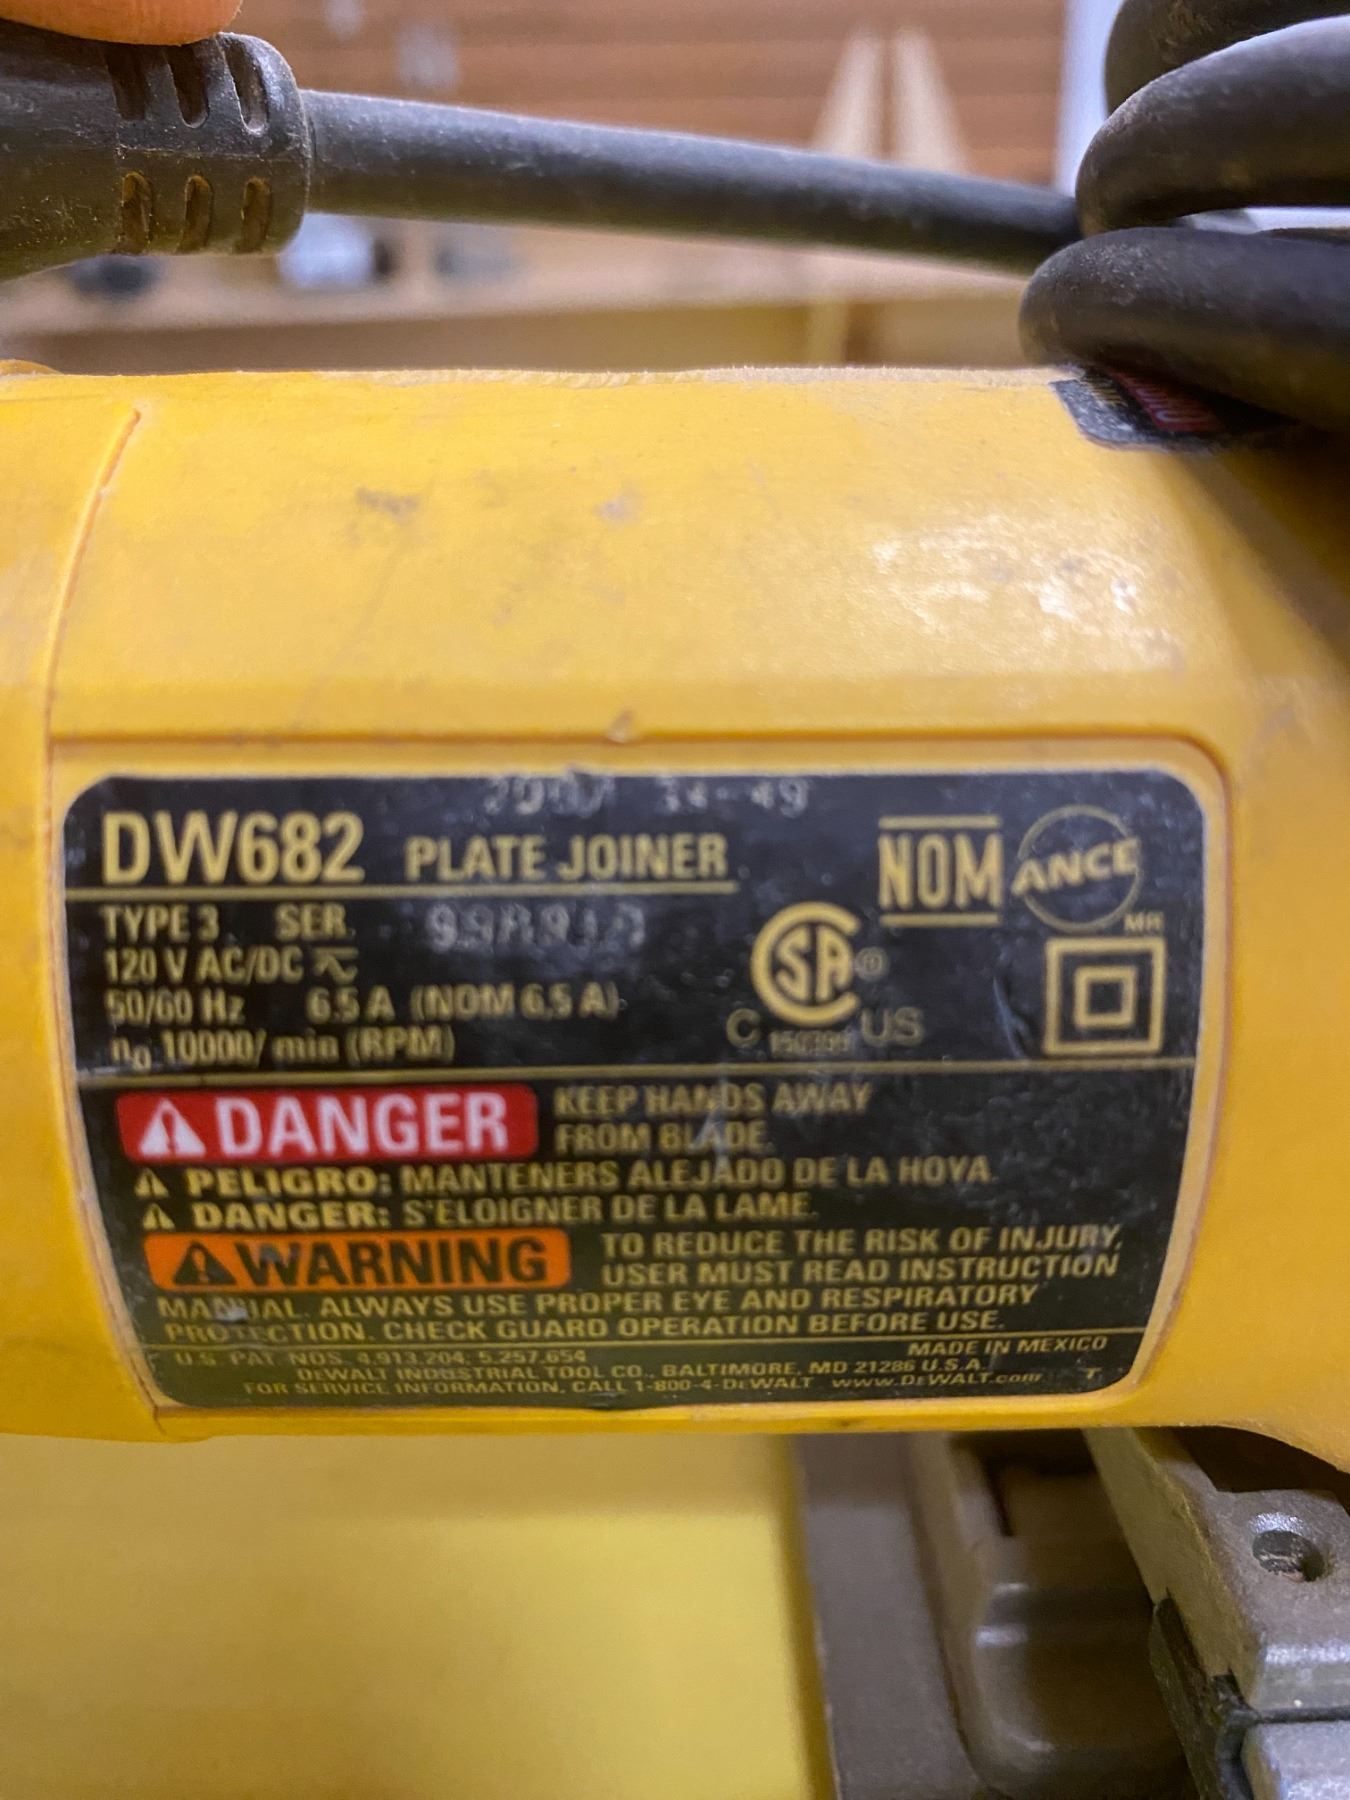 DW682 PLATE JOINER
NOM ANCE
MR
TYPE 3 SER.
120 V AC/DC
50/60 Hz 6.5 A (NOM 6,5 A)
n0 10000/min (RPM)
SA ®
C US
DANGER KEEP HANDS AWAY
FROM BLADE.
PELIGRO: MANTENERS ALEJADO DE LA HOYA.
DANGER: S'ELOIGNER DE LA LAME.
WARNING TO REDUCE THE RISK OF INJURY,
USER MUST READ INSTRUCTION
MANUAL. ALWAYS USE PROPER EYE AND RESPIRATORY
PROTECTION. CHECK GUARD OPERATION BEFORE USE.
U.S. PAT. NOS. 4,913,204; 5,257,654 MADE IN MEXICO
DEWALT INDUSTRIAL TOOL CO., BALTIMORE, MD 21286 U.S.A.
FOR SERVICE INFORMATION, CALL 1-800-4-DEWALT www.DEWALT.com T